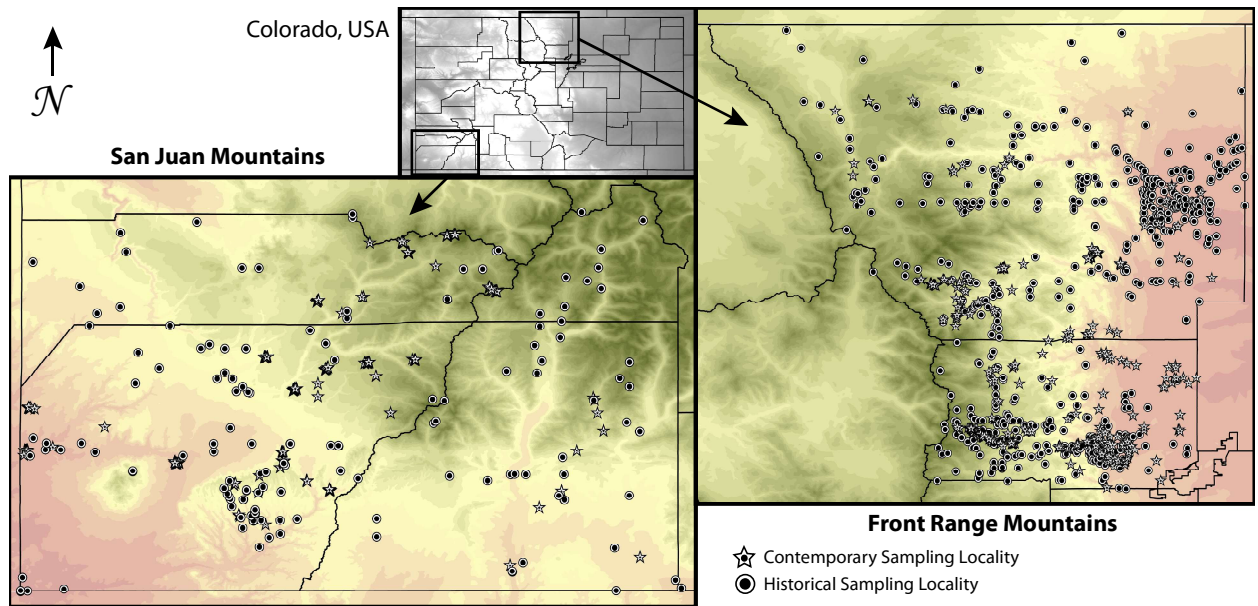 Colorado, USA
N
San Juan Mountains
Front Range Mountains
Contemporary Sampling Locality
Historical Sampling Locality